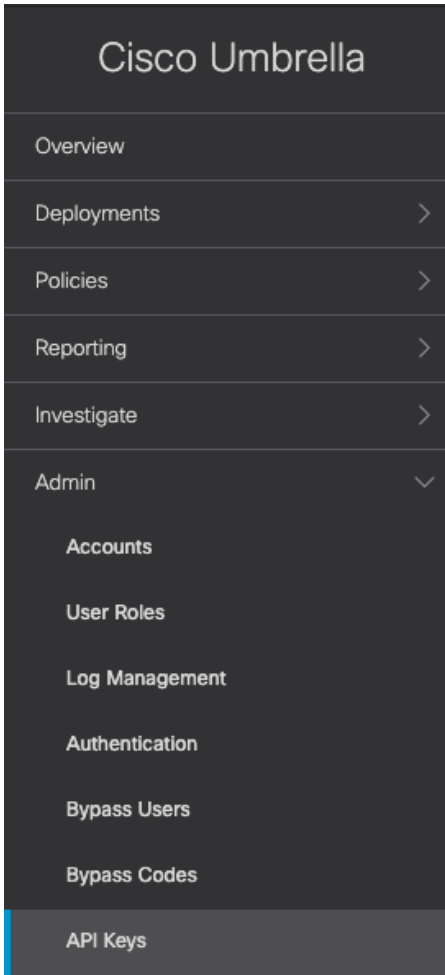 Cisco Umbrella
Overview
Deployments
Policies
Reporting
Investigate
Admin
Accounts
User Roles
Log Management
Authentication
Bypass Users
Bypass Codes
API Keys